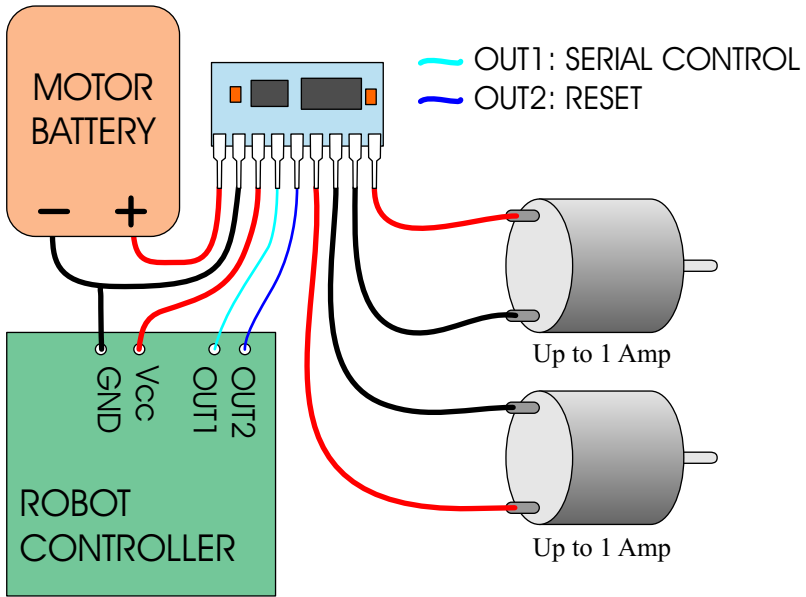 MOTOR
BATTERY
− +
OUT1: SERIAL CONTROL
OUT2: RESET
Up to 1 Amp
GND
Vcc
OUT1
OUT2
Up to 1 Amp
ROBOT
CONTROLLER